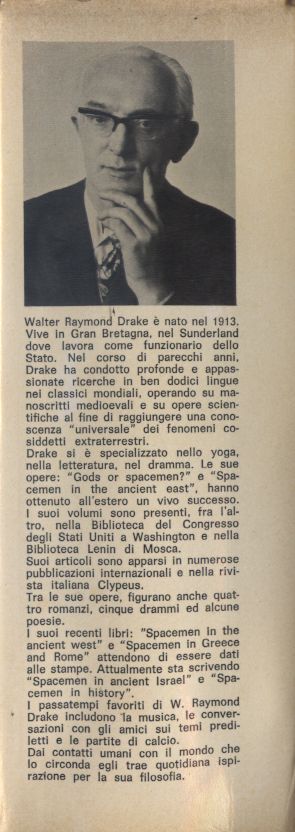 Walter Raymond Drake è nato nel 1913.
Vive in Gran Bretagna, nel Sunderland
dove lavora come funzionario dello
Stato. Nel corso di parecchi anni,
Drake ha condotto profonde e appas-
sionate ricerche in ben dodici lingue
nei classici mondiali, operando su ma-
noscritti medioevali e su opere scien-
tifiche al fine di raggiungere una cono-
scenza "universale" dei fenomeni co-
siddetti extraterrestri.
Drake si è specializzato nello yoga,
nella letteratura, nel dramma. Le sue
opere: "Gods or spacemen?" e "Spa-
cemen in the ancient east", hanno
ottenuto all'estero un vivo successo.
I suoi volumi sono presenti, fra l'al-
tro, nella Biblioteca del Congresso
degli Stati Uniti a Washington e nella
Biblioteca Lenin di Mosca.
Suoi articoli sono apparsi in numerose
pubblicazioni internazionali e nella rivi-
sta italiana Clypeus.
Tra le sue opere, figurano anche quat-
tro romanzi, cinque drammi ed alcune
poesie.
I suoi recenti libri: "Spacemen in the
ancient west" e "Spacemen in Greece
and Rome" attendono di essere dati
alle stampe. Attualmente sta scrivendo
"Spacemen in ancient Israel" e "Spa-
cemen in history".
I passatempi favoriti di W. Raymond
Drake includono la musica, le conver-
sazioni con gli amici sui temi predi-
letti e le partite di calcio.
Dai contatti umani con il mondo che
lo circonda egli trae quotidiana ispi-
razione per la sua filosofia.